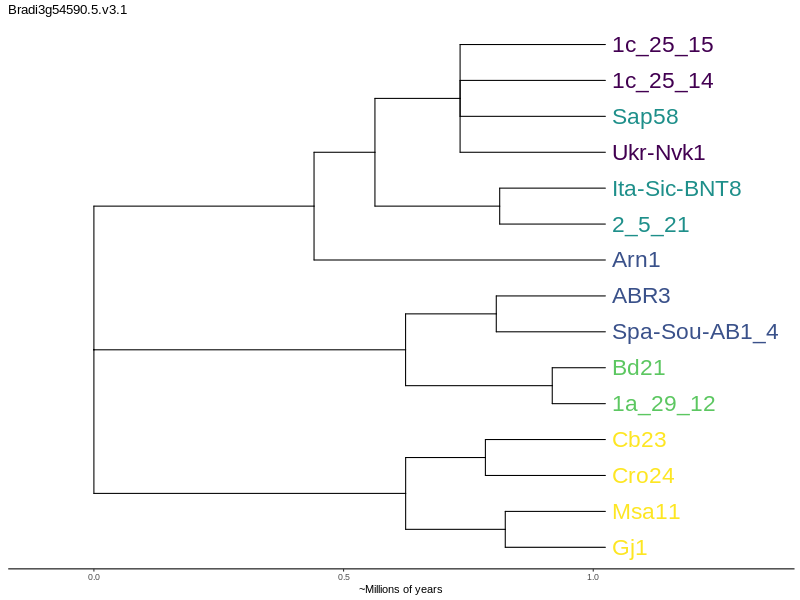 Bradi3g54590.5.v3.1
1c_25_15
1c_25_14
Sap58
Ukr-Nvk1
Ita-Sic-BNT8
2_5_21
Arn1
ABR3
Spa-Sou-AB1_4
Bd21
1a_29_12
Cb23
Cro24
Msa11
Gj1
0.0 0.5 1.0
~Millions of years